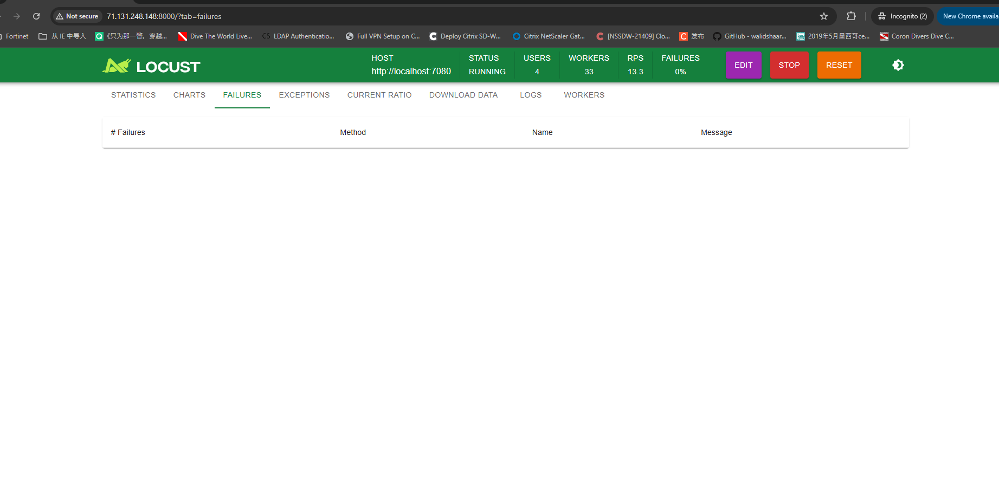 Not secure 71.131.248.148:8000/?tab=failures Incognito (2) New Chrome availa
Fortinet 从 IE 中导入 《只为那一瞥，穿越... Dive The World Live... CS LDAP Authenticatio... Full VPN Setup on C... Deploy Citrix SD-W... Citrix NetScaler Gat... [NSSDW-21409] Clo... 发布 GitHub - walidshaar... 2019年5月墨西哥ce... Coron Divers Dive C...
LOCUST
HOST STATUS USERS WORKERS RPS FAILURES
http://localhost:7080 RUNNING 4 33 13.3 0%
EDIT STOP RESET
STATISTICS CHARTS FAILURES EXCEPTIONS CURRENT RATIO DOWNLOAD DATA LOGS WORKERS
# Failures Method Name Message